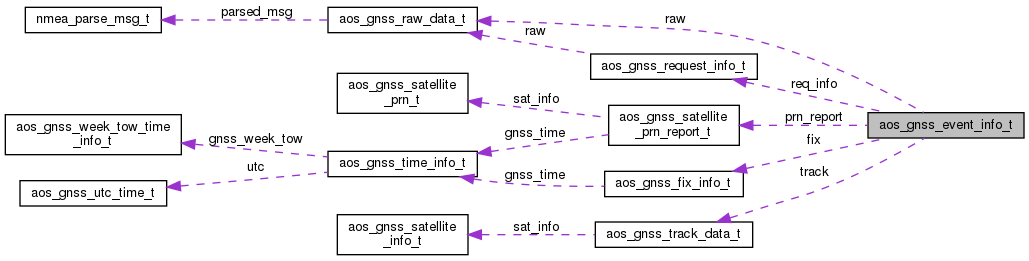 nmea_parse_msg_t
parsed_msg
aos_gnss_raw_data_t
raw
raw
aos_gnss_request_info_t
req_info
aos_gnss_satellite
_prn_t
sat_info
aos_gnss_satellite
_prn_report_t
prn_report
aos_gnss_event_info_t
aos_gnss_week_tow_time
_info_t
gnss_week_tow
gnss_time
fix
aos_gnss_time_info_t
utc
aos_gnss_utc_time_t
gnss_time
aos_gnss_fix_info_t
track
aos_gnss_satellite
_info_t
sat_info
aos_gnss_track_data_t